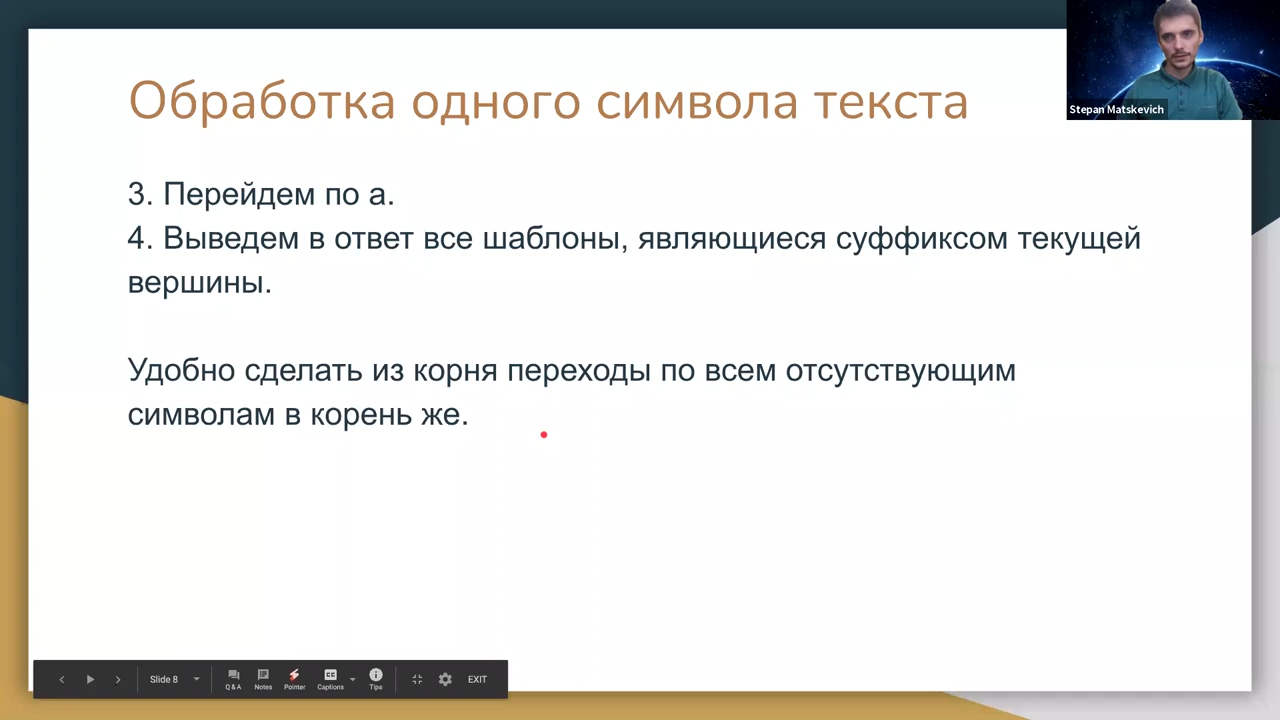 Обработка одного символа текста
Stepan Matskevich
3. Перейдем по a.
4. Выведем в ответ все шаблоны, являющиеся суффиксом текущей
вершины.
Удобно сделать из корня переходы по всем отсутствующим
символам в корень же.
Slide 8
Q & A
Notes
Pointer
CC
Captions
Tips
EXIT